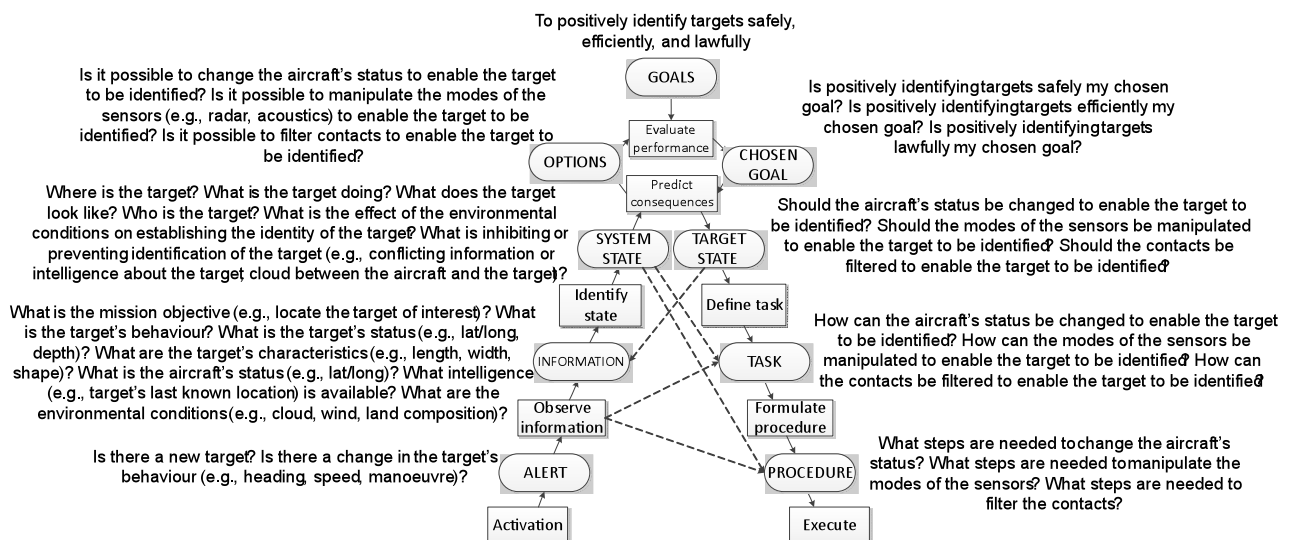 To positively identify targets safely,
efficiently, and lawfully
GOALS
Is it possible to change the aircraft's status to enable the target
to be identified? Is it possible to manipulate the modes of the
sensors (e.g., radar, acoustics) to enable the target to be
identified? Is it possible to filter contacts to enable the target to
be identified?
Is positively identifying targets safely my chosen
goal? Is positively identifying targets efficiently my
chosen goal? Is positively identifying targets
lawfully my chosen goal?
Evaluate
performance
OPTIONS
CHOSEN
GOAL
Predict
consequences
Where is the target? What is the target doing? What does the target
look like? Who is the target? What is the effect of the environmental
conditions on establishing the identity of the target? What is inhibiting or
preventing identification of the target (e.g., conflicting information or
intelligence about the target, cloud between the aircraft and the target)?
Should the aircraft's status be changed to enable the target to
be identified? Should the modes of the sensors be manipulated
to enable the target to be identified? Should the contacts be
filtered to enable the target to be identified?
SYSTEM
STATE
TARGET
STATE
Identify
state
Define task
What is the mission objective (e.g., locate the target of interest)? What
is the target's behaviour? What is the target's status (e.g., lat/long,
depth)? What are the target's characteristics (e.g., length, width,
shape)? What is the aircraft's status (e.g., lat/long)? What intelligence
(e.g., target's last known location) is available? What are the
environmental conditions (e.g., cloud, wind, land composition)?
How can the aircraft's status be changed to enable the target
to be identified? How can the modes of the sensors be
manipulated to enable the target to be identified? How can
the contacts be filtered to enable the target to be identified?
INFORMATION
TASK
Observe
information
Formulate
procedure
Is there a new target? Is there a change in the target's
behaviour (e.g., heading, speed, manoeuvre)?
What steps are needed to change the aircraft's
status? What steps are needed to manipulate the
modes of the sensors? What steps are needed to
filter the contacts?
ALERT
PROCEDURE
Activation
Execute